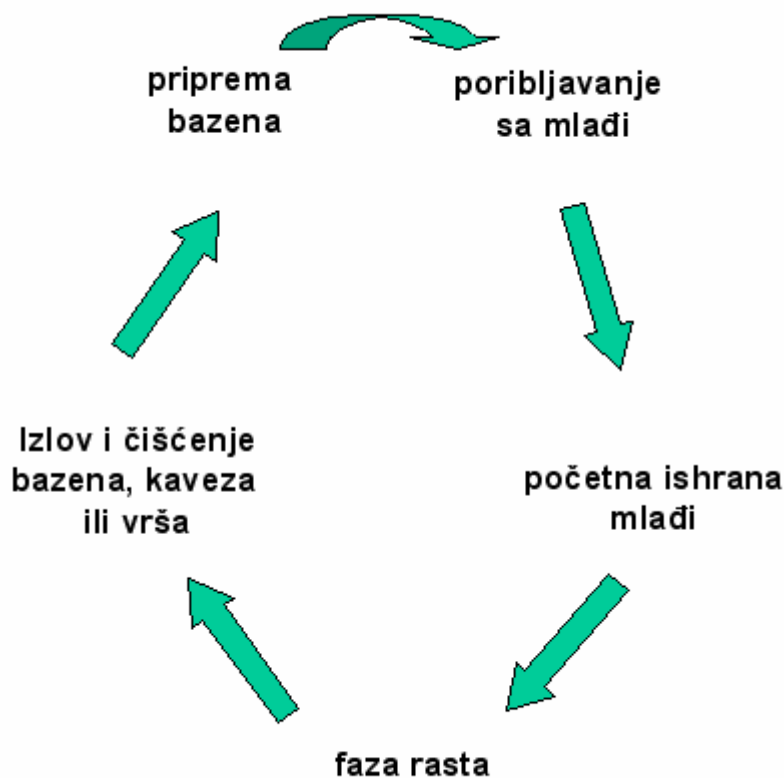 priprema
bazena
poribljavanje
sa mlađi
početna ishrana
mlađi
faza rasta
Izlov i čišćenje
bazena, kaveza
ili vrša